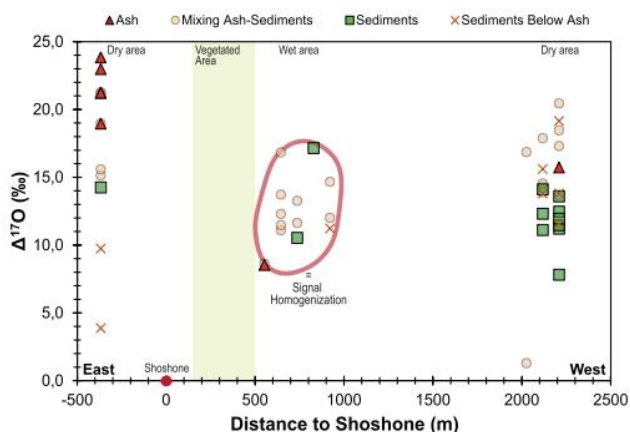 Ash Mixing Ash-Sediments Sediments Sediments Below Ash
25,0
20,0
15,0
10,0
5,0
0,0
Δ¹⁷O (‰)
Dry area
Vegetated
Area
Wet area
Dry area
=
Signal
Homogenization
East
Shoshone
West
-500 0 500 1000 1500 2000 2500
Distance to Shoshone (m)